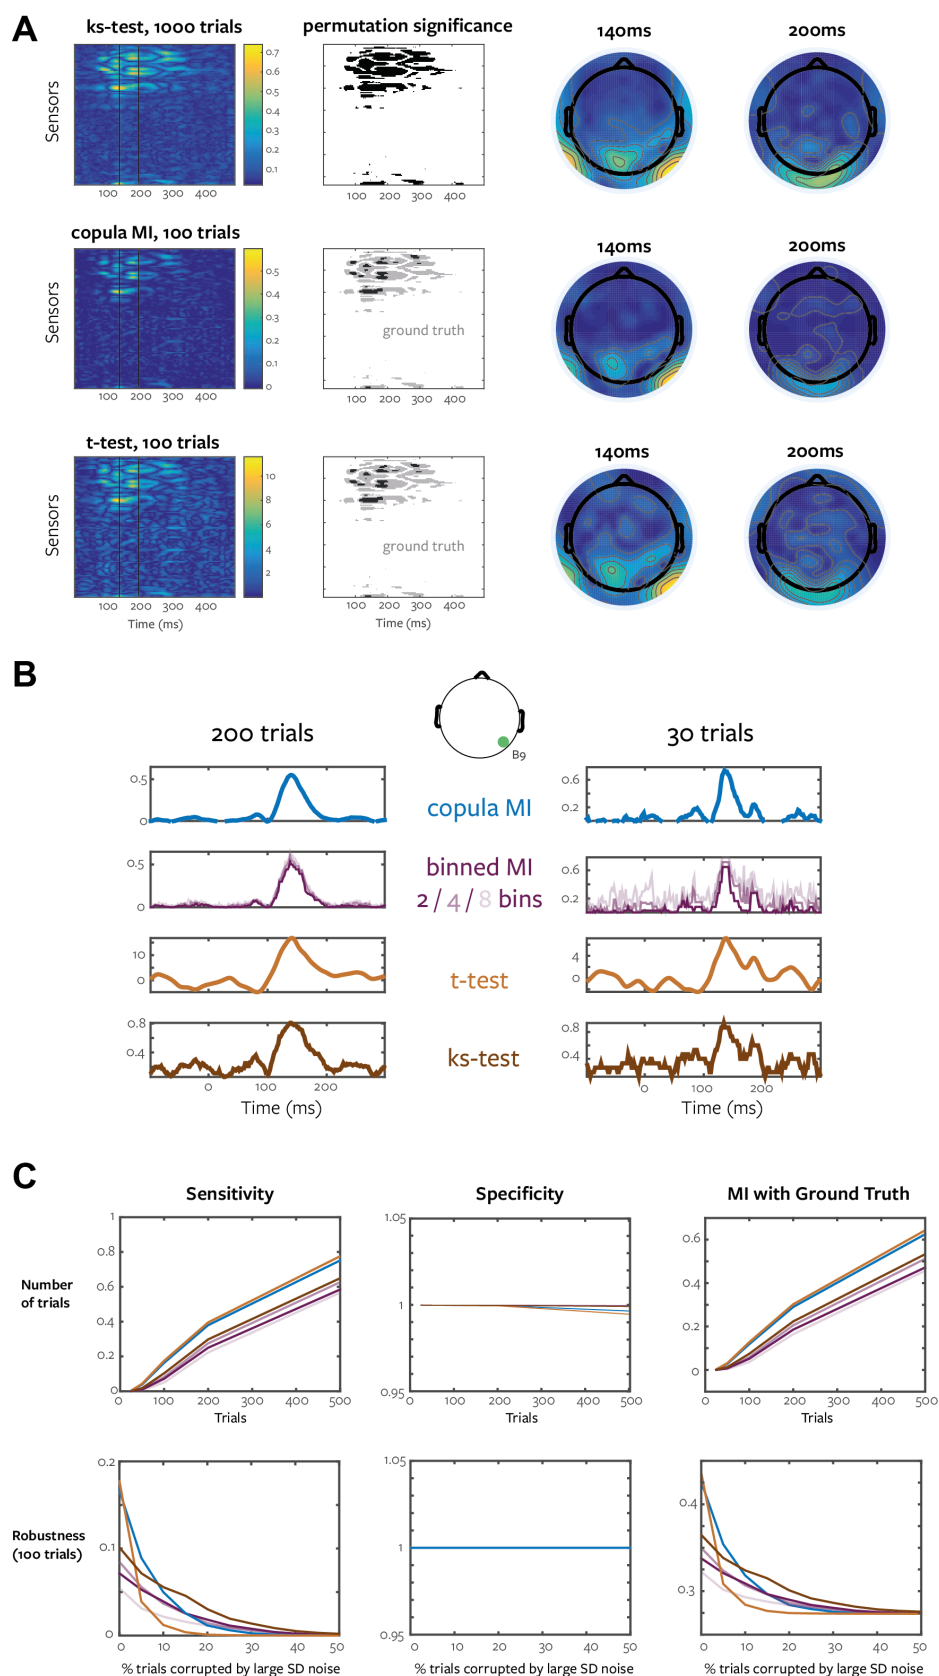 A
ks-test, 1000 trials
permutation significance
140ms
200ms
Sensors
0.7
0.6
0.5
0.4
0.3
0.2
0.1
100 200 300 400
100 200 300 400
copula MI, 100 trials
140ms
200ms
Sensors
0.5
0.4
0.3
0.2
0.1
0
ground truth
100 200 300 400
100 200 300 400
t-test, 100 trials
140ms
200ms
Sensors
10
8
6
4
2
ground truth
100 200 300 400
100 200 300 400
Time (ms)
Time (ms)
B
200 trials
30 trials
B9
0.5
0
copula MI
0.6
0.2
0.5
0
binned MI
2 / 4 / 8 bins
0.6
0.2
10
0
t-test
4
0
0.8
0.4
ks-test
0.8
0.4
0 100 200
0 100 200
Time (ms)
Time (ms)
C
Sensitivity
Specificity
MI with Ground Truth
Number
of trials
1
0.8
0.6
0.4
0.2
0
0 100 200 300 400 500
Trials
1.05
1
0.95
0 100 200 300 400 500
Trials
0.6
0.4
0.2
0
0 100 200 300 400 500
Trials
Robustness
(100 trials)
0.2
0.1
0
0 10 20 30 40 50
% trials corrupted by large SD noise
1.05
1
0.95
0 10 20 30 40 50
% trials corrupted by large SD noise
0.4
0.3
0 10 20 30 40 50
% trials corrupted by large SD noise